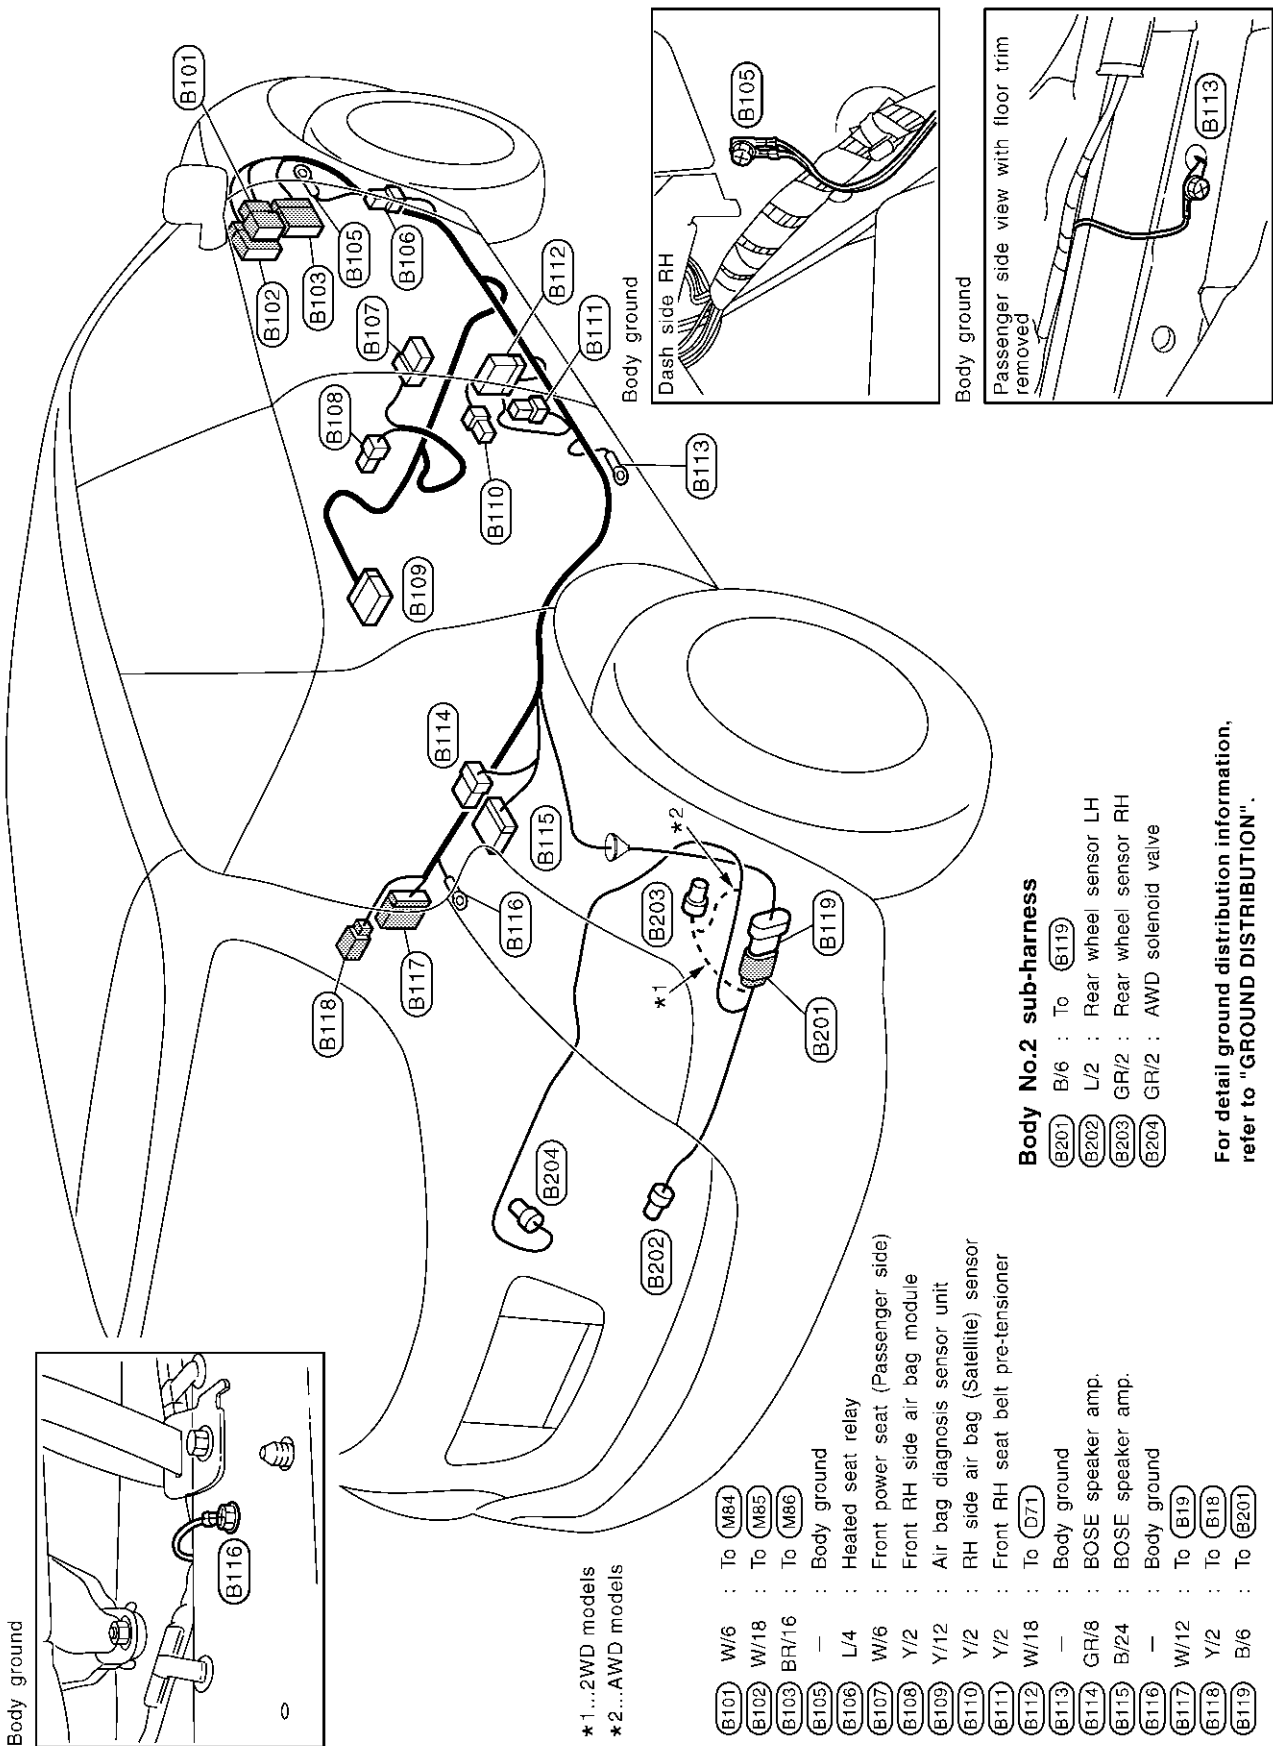 Body ground
B116
*1...2WD models
*2...AWD models
B101 W/6 : To M84
B102 W/18 : To M85
B103 BR/16 : To M86
B105 – : Body ground
B106 L/4 : Heated seat relay
B107 W/6 : Front power seat (Passenger side)
B108 Y/2 : Front RH side air bag module
B109 Y/12 : Air bag diagnosis sensor unit
B110 Y/2 : RH side air bag (Satellite) sensor
B111 Y/2 : Front RH seat belt pre-tensioner
B112 W/18 : To D71
B113 – : Body ground
B114 GR/8 : BOSE speaker amp.
B115 B/24 : BOSE speaker amp.
B116 – : Body ground
B117 W/12 : To B19
B118 Y/2 : To B18
B119 B/6 : To B201
B101
B102
B103
B105
B106
B107
B108
B109
B110
B111
B112
B113
B114
B115
B116
B117
B118
B119
B201
B202
B203
B204
*1
*2
Body No.2 sub-harness
B201 B/6 : To B119
B202 L/2 : Rear wheel sensor LH
B203 GR/2 : Rear wheel sensor RH
B204 GR/2 : AWD solenoid valve
For detail ground distribution information,
refer to "GROUND DISTRIBUTION".
Body ground
Dash side RH
B105
Body ground
Passenger side view with floor trim
removed
B113